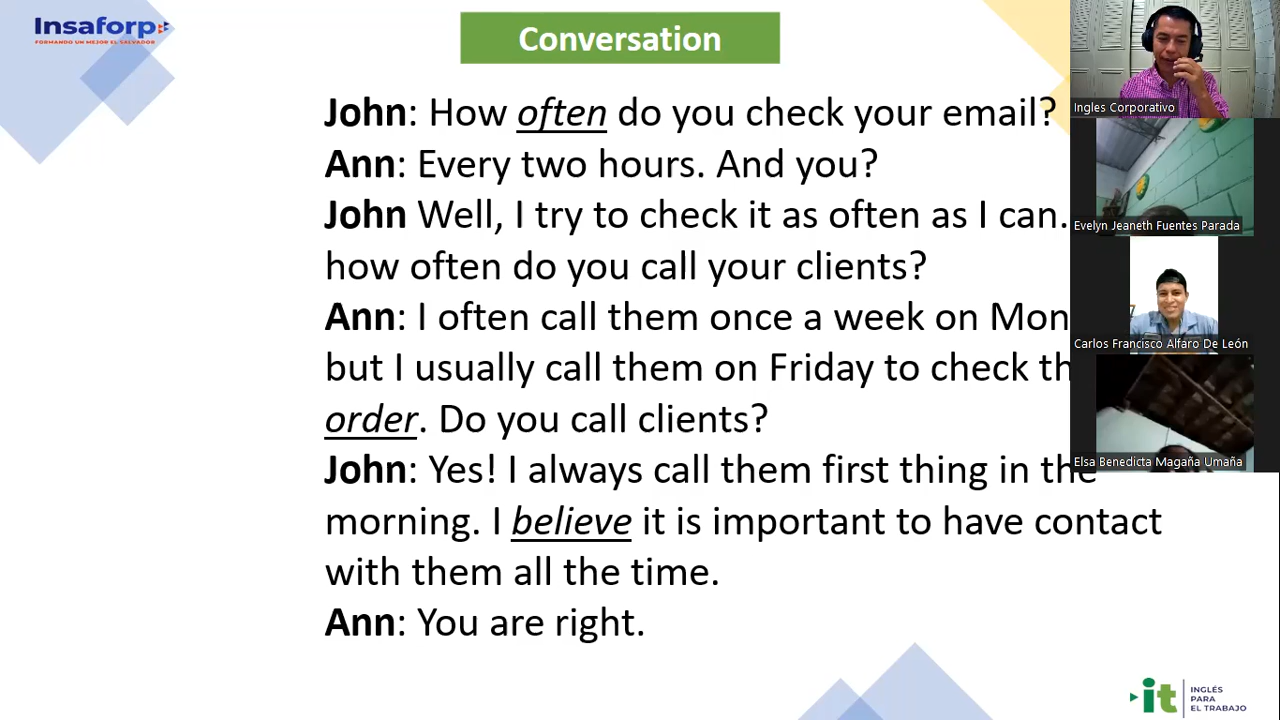 Insaforp
FORMANDO UN MEJOR EL SALVADOR
Conversation
John: How often do you check your email?
Ann: Every two hours. And you?
John Well, I try to check it as often as I can.
how often do you call your clients?
Ann: I often call them once a week on Mon
but I usually call them on Friday to check th
order. Do you call clients?
John: Yes! I always call them first thing in the
morning. I believe it is important to have contact
with them all the time.
Ann: You are right.
Ingles Corporativo
Evelyn Jeaneth Fuentes Parada
Carlos Francisco Alfaro De León
Elsa Benedicta Magaña Umaña
it
INGLÉS
PARA
EL TRABAJO